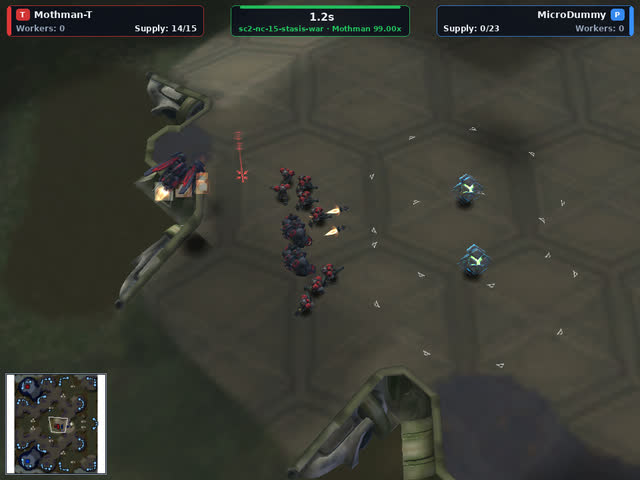 T Mothman-T
Workers: 0 Supply: 14/15
1.2s
sc2-nc-15-stasis-war · Mothman 99.00x
MicroDummy P
Supply: 0/23 Workers: 0